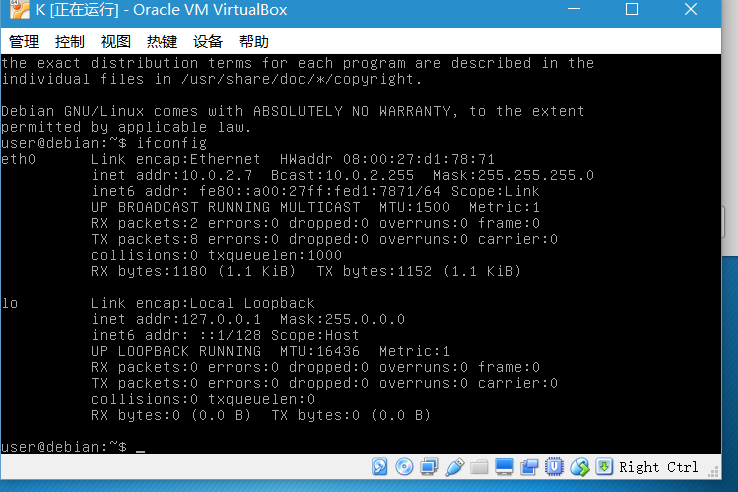 K [正在运行] - Oracle VM VirtualBox
管理 控制 视图 热键 设备 帮助
the exact distribution terms for each program are described in the
individual files in /usr/share/doc/*/copyright.
Debian GNU/Linux comes with ABSOLUTELY NO WARRANTY, to the extent
permitted by applicable law.
user@debian:~$ ifconfig
eth0      Link encap:Ethernet  HWaddr 08:00:27:d1:78:71
          inet addr:10.0.2.7  Bcast:10.0.2.255  Mask:255.255.255.0
          inet6 addr: fe80::a00:27ff:fed1:7871/64 Scope:Link
          UP BROADCAST RUNNING MULTICAST  MTU:1500  Metric:1
          RX packets:2 errors:0 dropped:0 overruns:0 frame:0
          TX packets:8 errors:0 dropped:0 overruns:0 carrier:0
          collisions:0 txqueuelen:1000
          RX bytes:1180 (1.1 KiB)  TX bytes:1152 (1.1 KiB)
lo        Link encap:Local Loopback
          inet addr:127.0.0.1  Mask:255.0.0.0
          inet6 addr: ::1/128 Scope:Host
          UP LOOPBACK RUNNING  MTU:16436  Metric:1
          RX packets:0 errors:0 dropped:0 overruns:0 frame:0
          TX packets:0 errors:0 dropped:0 overruns:0 carrier:0
          collisions:0 txqueuelen:0
          RX bytes:0 (0.0 B)  TX bytes:0 (0.0 B)
user@debian:~$ _
Right Ctrl